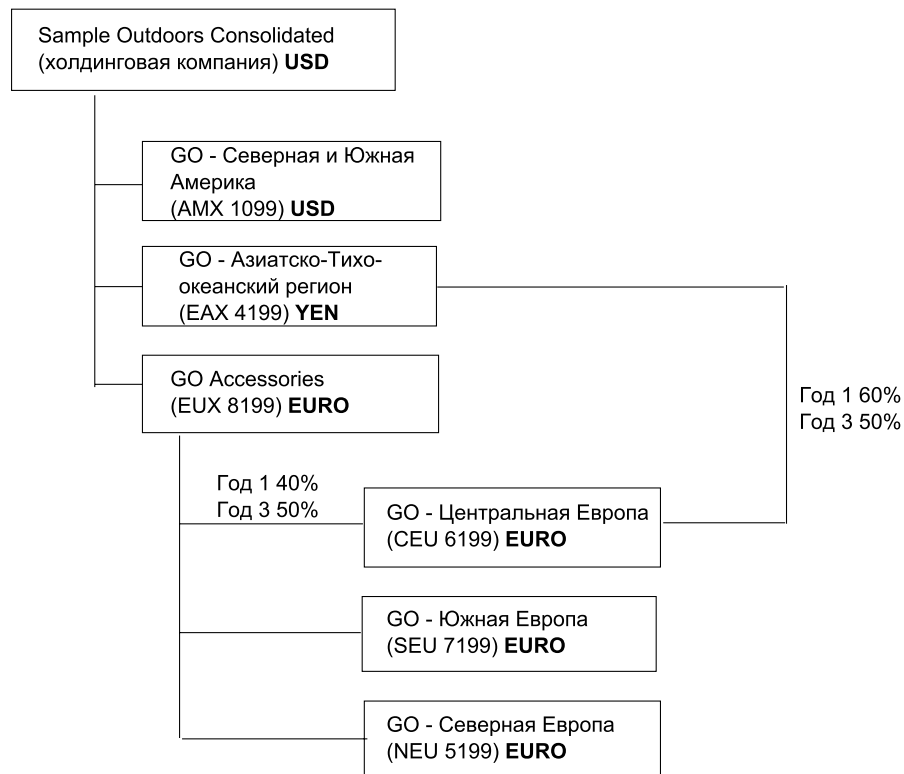 Sample Outdoors Consolidated
(холдинговая компания) USD
GO - Северная и Южная
Америка
(AMX 1099) USD
GO - Азиатско-Тихо-
океанский регион
(EAX 4199) YEN
GO Accessories
(EUX 8199) EURO
Год 1 60%
Год 3 50%
Год 1 40%
Год 3 50%
GO - Центральная Европа
(CEU 6199) EURO
GO - Южная Европа
(SEU 7199) EURO
GO - Северная Европа
(NEU 5199) EURO